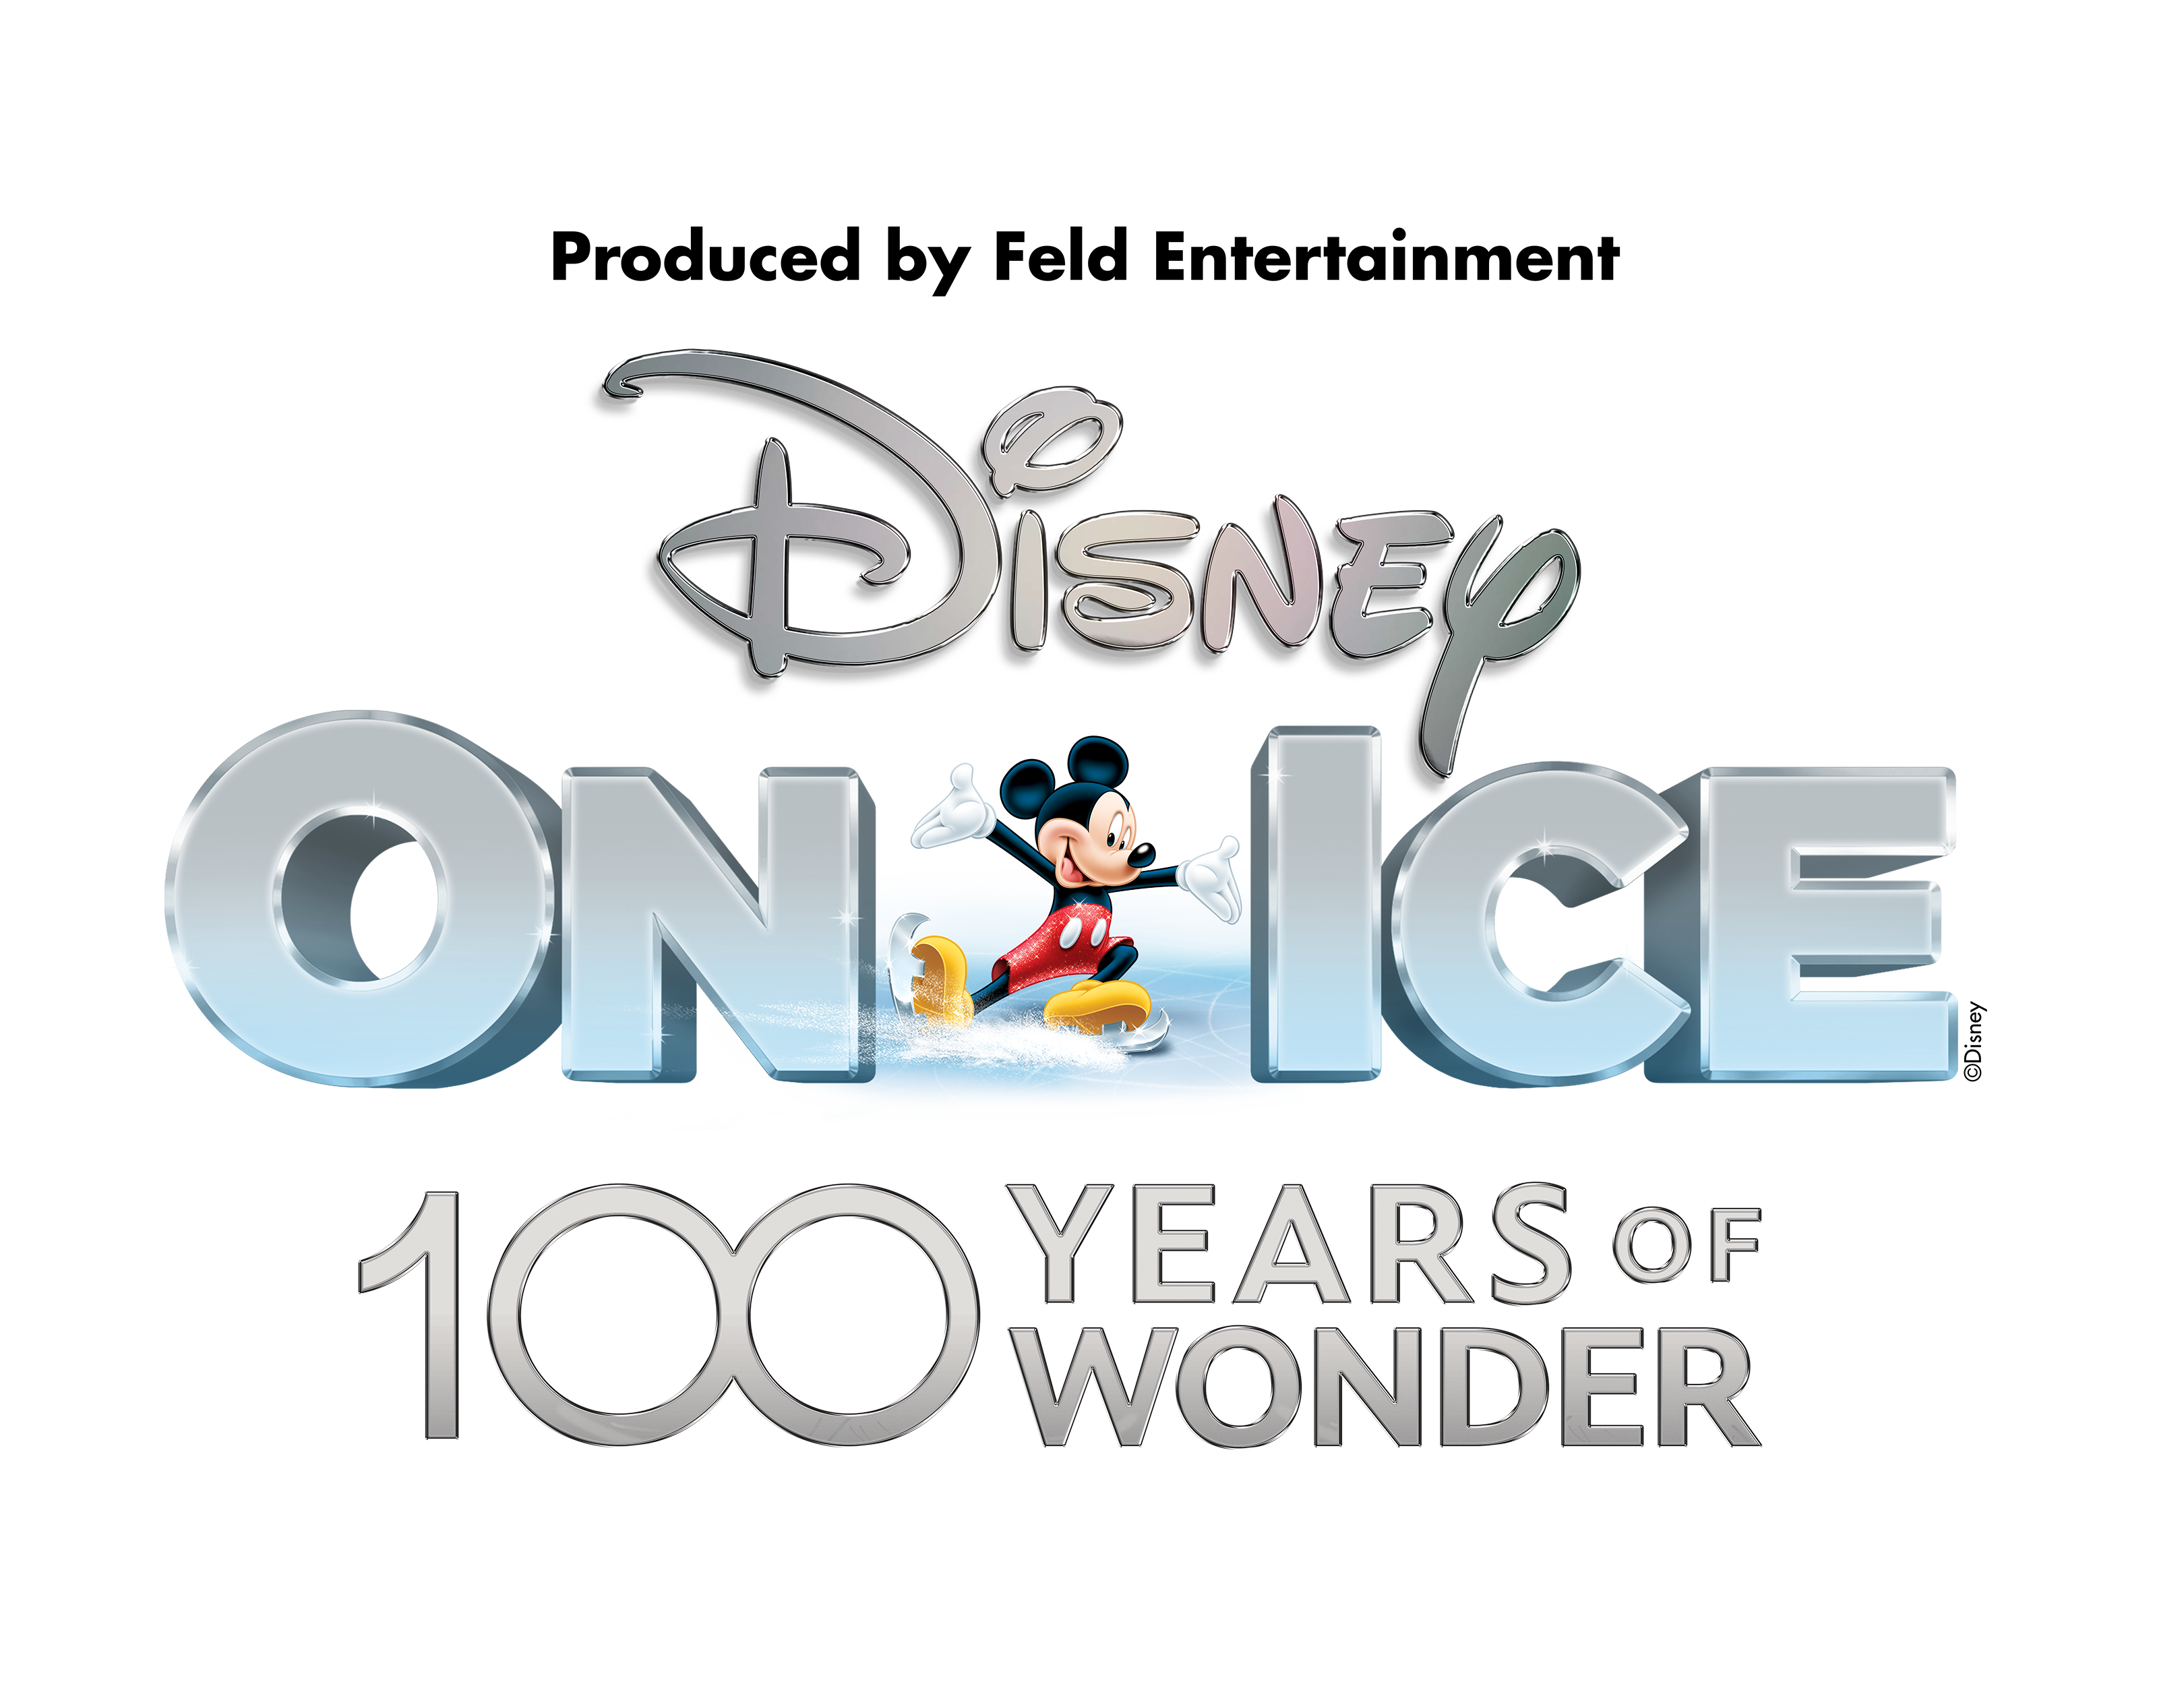 Produced by Feld Entertainment
Disney
ON ICE
©Disney
100 YEARS OF
WONDER